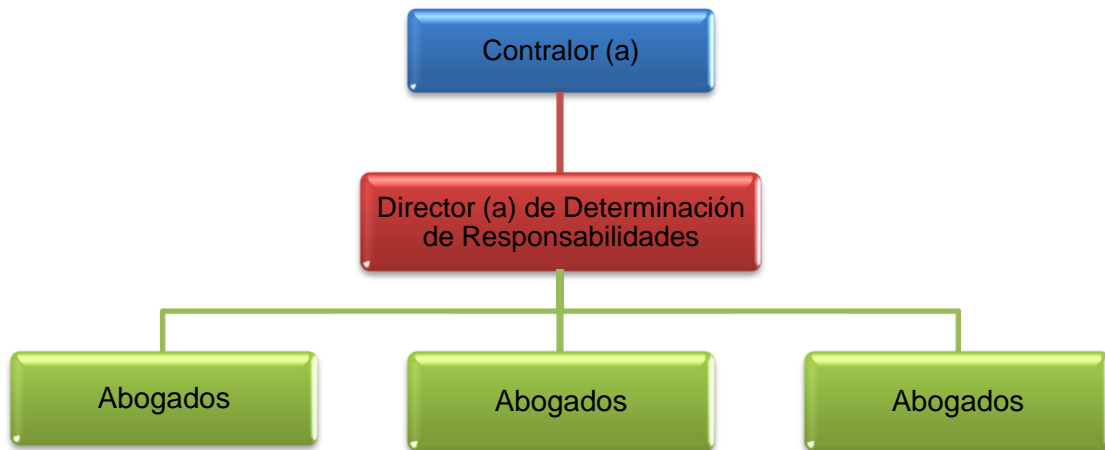 Contralor (a)
Director (a) de Determinación
de Responsabilidades
Abogados
Abogados
Abogados